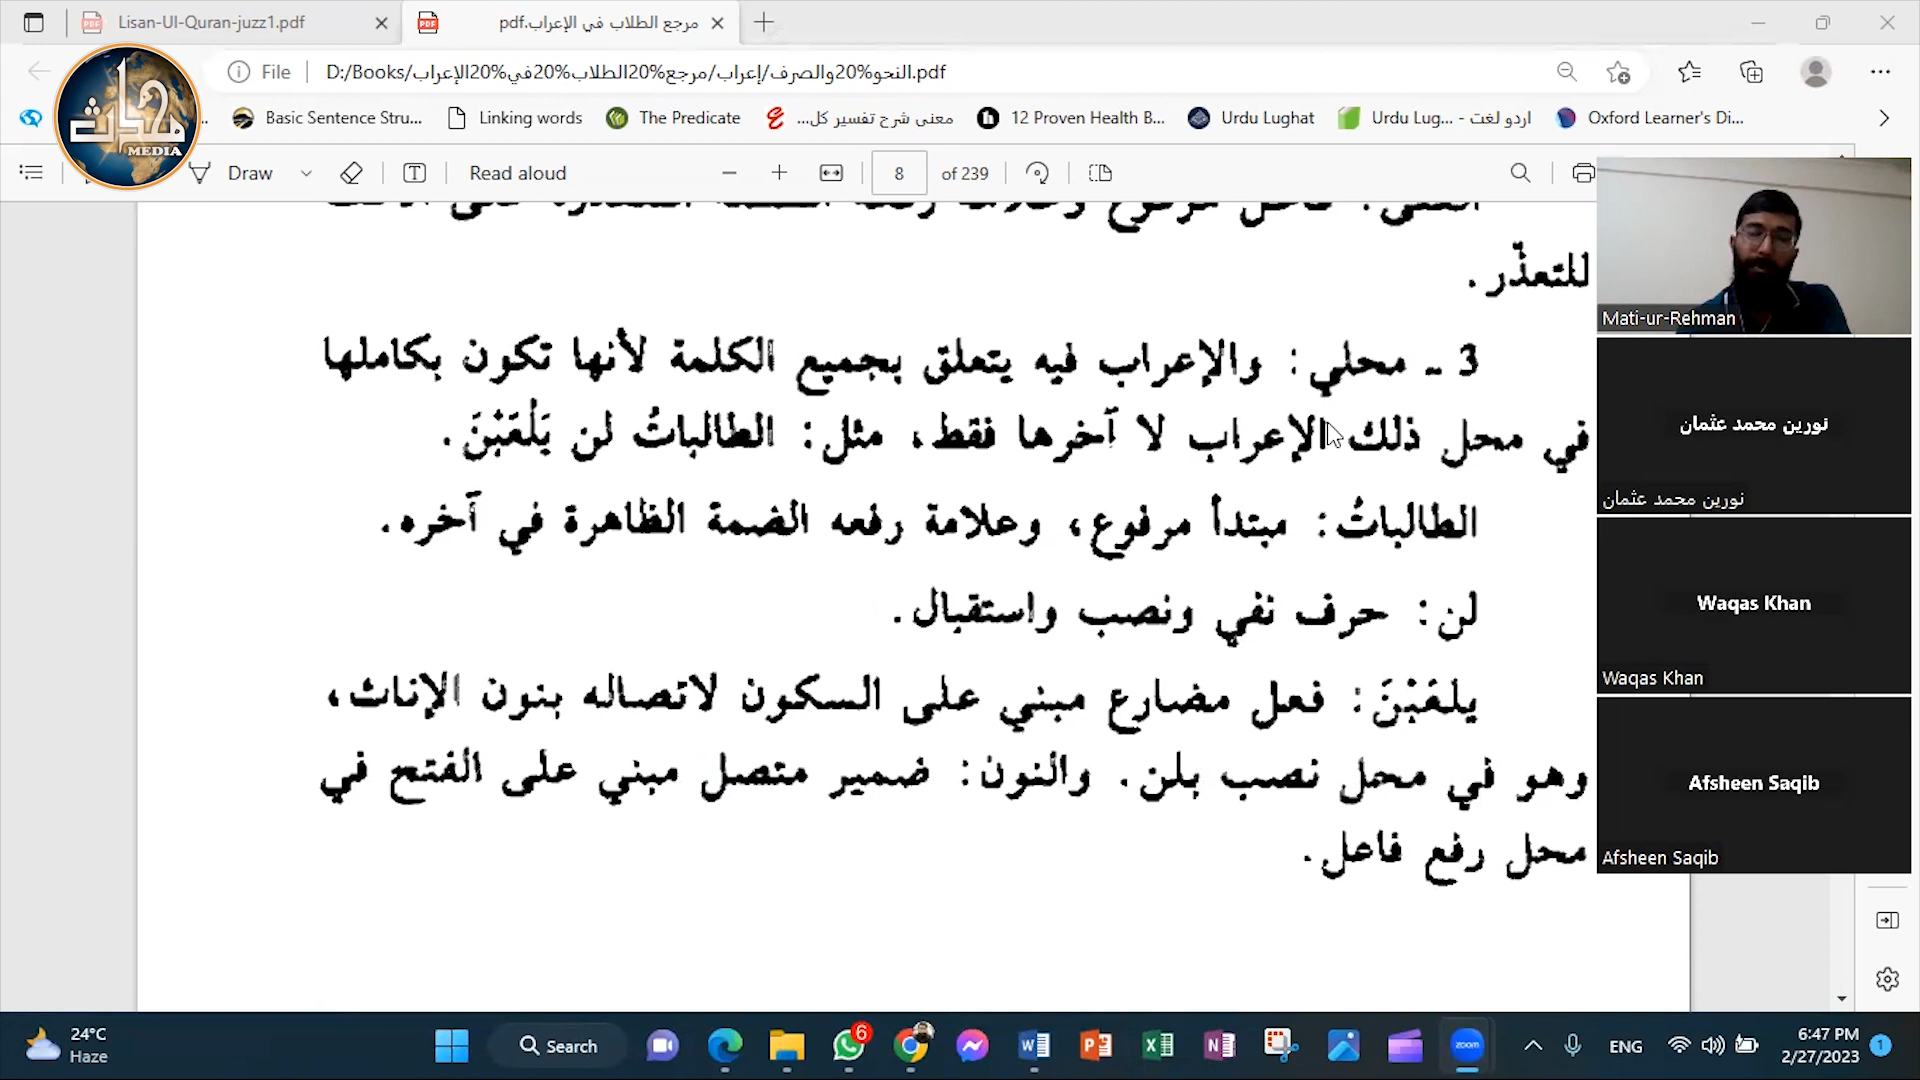 Lisan-Ul-Quran-juzz1.pdf
مرجع الطلاب في الإعراب.pdf
File
D:/Books/النحو%20والصرف/إعراب/مرجع%20الطلاب%20في%20الإعراب.pdf
MEDIA
Basic Sentence Stru...
Linking words
The Predicate
معنی شرح تفسیر کل...
12 Proven Health B...
Urdu Lughat
اردو لغت - Urdu Lug...
Oxford Learner's Di...
Draw
Read aloud
8
of 239
للتعذّر.
3 - محلي: والإعراب فيه يتعلق بجميع الكلمة لأنها تكون بكاملها
في محل ذلك الإعراب لا آخرها فقط، مثل: الطالباتُ لن يَلْعَبْنَ.
الطالباتُ: مبتدأ مرفوع، وعلامة رفعه الضمة الظاهرة في آخره.
لن: حرف نفي ونصب واستقبال.
يلعَبْنَ: فعل مضارع مبني على السكون لاتصاله بنون الإناث،
وهو في محل نصب بلن. والنون: ضمير متصل مبني على الفتح في
محل رفع فاعل.
Mati-ur-Rehman
نورين محمد عثمان
نورين محمد عثمان
Waqas Khan
Waqas Khan
Afsheen Saqib
Afsheen Saqib
24°C
Haze
Search
6
zoom
ENG
6:47 PM
2/27/2023
1